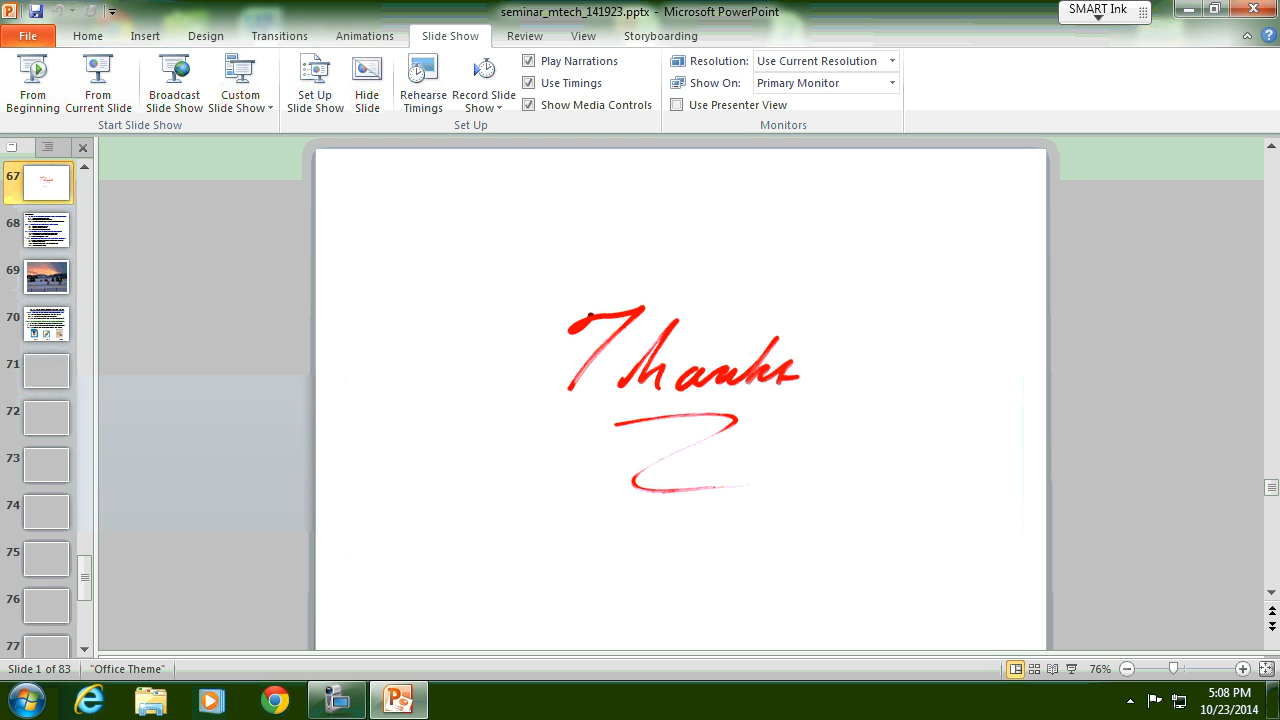 seminar_mtech_141923.pptx - Microsoft PowerPoint
SMART Ink
File Home Insert Design Transitions Animations Slide Show Review View Storyboarding
From Beginning
From Current Slide
Broadcast Slide Show
Custom Slide Show
Start Slide Show
Set Up Slide Show
Hide Slide
Rehearse Timings
Record Slide Show
Play Narrations
Use Timings
Show Media Controls
Set Up
Resolution: Use Current Resolution
Show On: Primary Monitor
Use Presenter View
Monitors
67
68
69
70
71
72
73
74
75
76
77
Thanks
Slide 1 of 83 "Office Theme" 76%
5:08 PM
10/23/2014